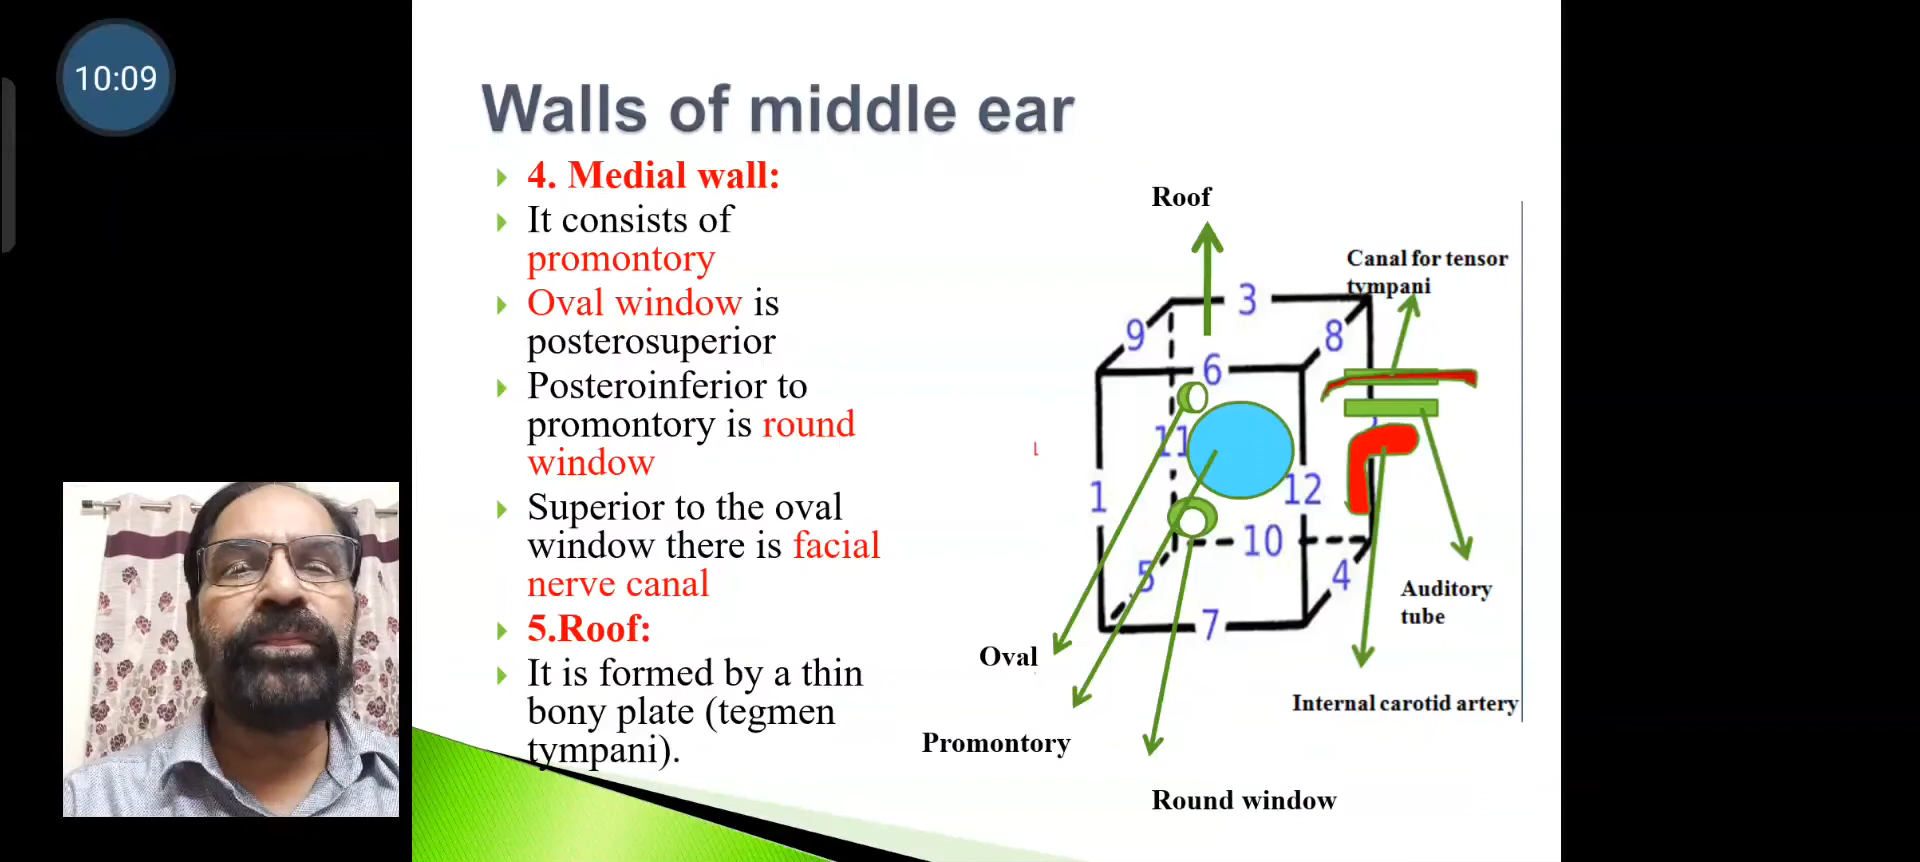 10:09
Walls of middle ear
4. Medial wall:
It consists of
promontory
Oval window is
posterosuperior
Posteroinferior to
promontory is round
window
Superior to the oval
window there is facial
nerve canal
5.Roof:
It is formed by a thin
bony plate (tegmen
tympani).
Roof
Canal for tensor
tympani
3
9
8
6
11
1
12
10
5
4
7
Auditory
tube
Oval
Internal carotid artery
Promontory
Round window